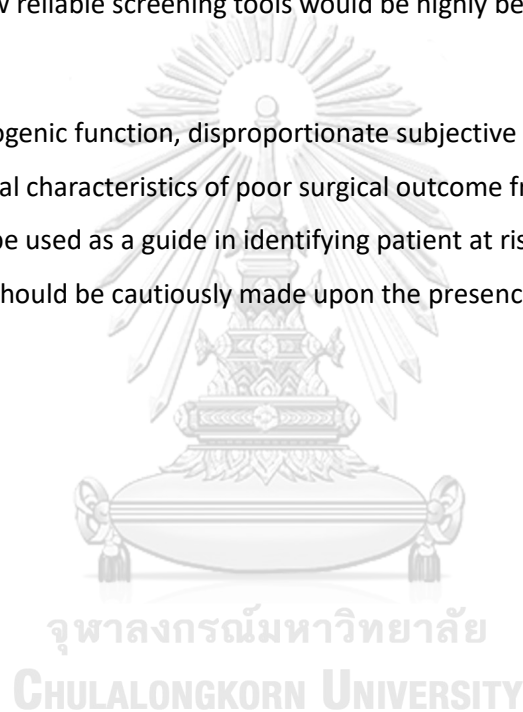 w reliable screening tools would be highly be
ogenic function, disproportionate subjective
al characteristics of poor surgical outcome fr
be used as a guide in identifying patient at ris
should be cautiously made upon the presenc
จุฬาลงกรณ์มหาวิทยาลัย
CHULALONGKORN UNIVERSITY